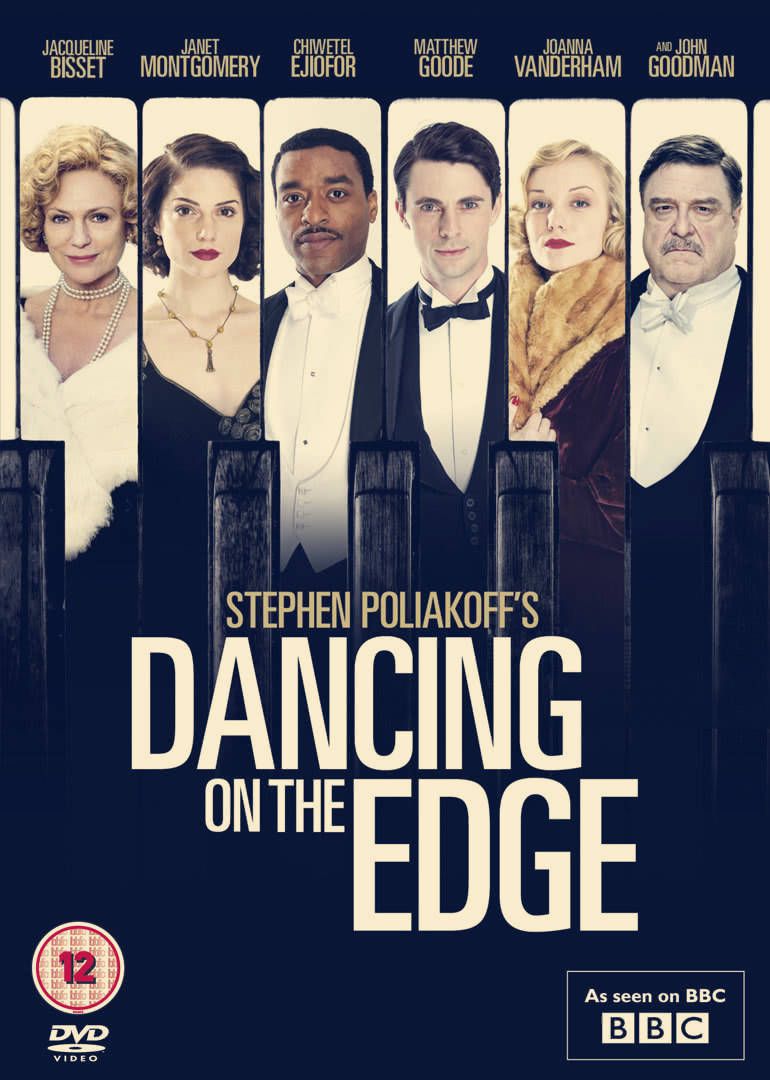 JACQUELINE
BISSET
JANET
MONTGOMERY
CHIWETEL
EJIOFOR
MATTHEW
GOODE
JOANNA
VANDERHAM
AND JOHN
GOODMAN
STEPHEN POLIAKOFF'S
DANCING
ON THE EDGE
12
DVD
VIDEO
As seen on BBC
BBC